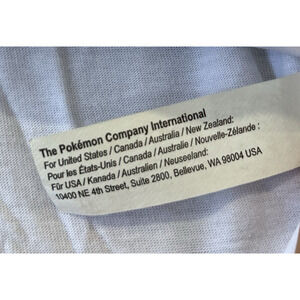 The Pokémon Company International
For United States / Canada / Australia / New Zealand:
Pour les États-Unis / Canada / Australie / Nouvelle-Zélande :
Für USA / Kanada / Australien / Neuseeland:
10400 NE 4th Street, Suite 2800, Bellevue, WA 98004 USA